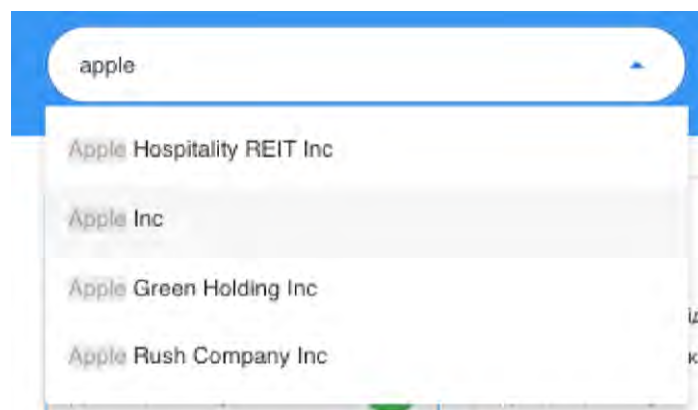 apple
Apple Hospitality REIT Inc
Apple Inc
Apple Green Holding Inc
Apple Rush Company Inc